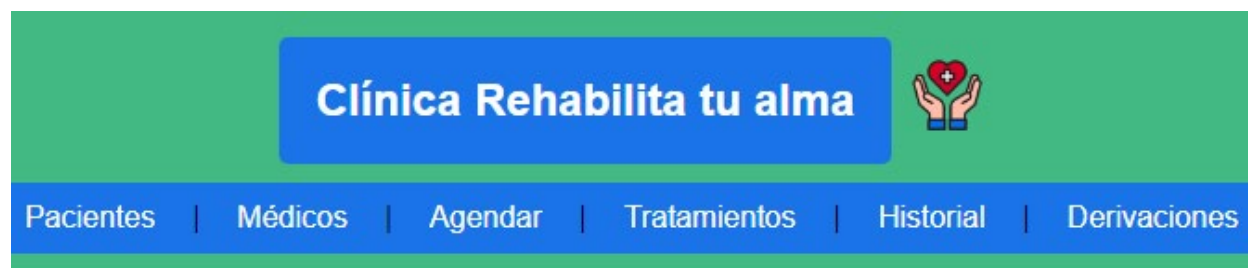 Clínica Rehabilita tu alma
Pacientes | Médicos | Agendar | Tratamientos | Historial | Derivaciones